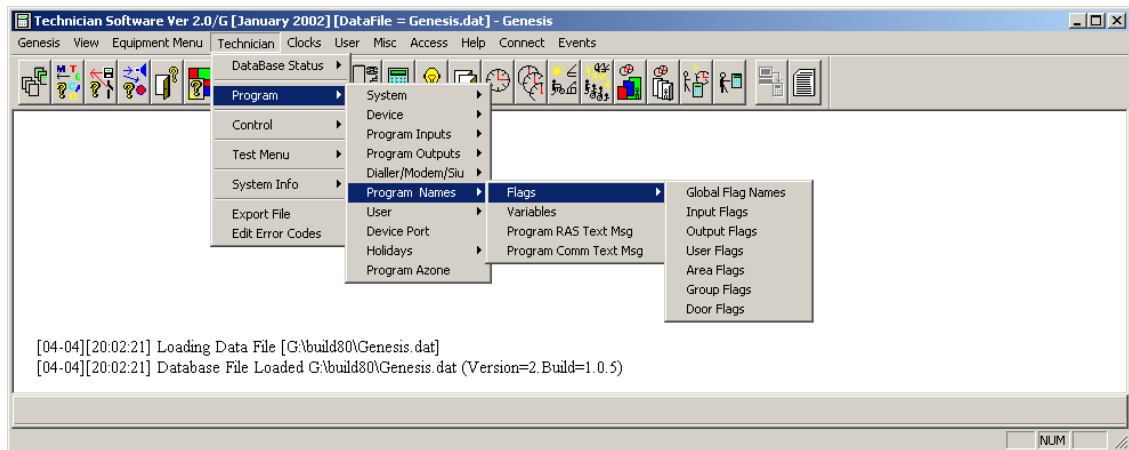 Technician Software Ver 2.0/G [January 2002] [DataFile = Genesis.dat] - Genesis
Genesis View Equipment Menu Technician Clocks User Misc Access Help Connect Events
DataBase Status
Program
Control
Test Menu
System Info
Export File
Edit Error Codes
System
Device
Program Inputs
Program Outputs
Dialler/Modem/Siu
Program Names
User
Device Port
Holidays
Program Azone
Flags
Variables
Program RAS Text Msg
Program Comm Text Msg
Global Flag Names
Input Flags
Output Flags
User Flags
Area Flags
Group Flags
Door Flags
[04-04][20:02:21] Loading Data File [G:\build80\Genesis.dat]
[04-04][20:02:21] Database File Loaded G:\build80\Genesis.dat (Version=2.Build=1.0.5)
NUM